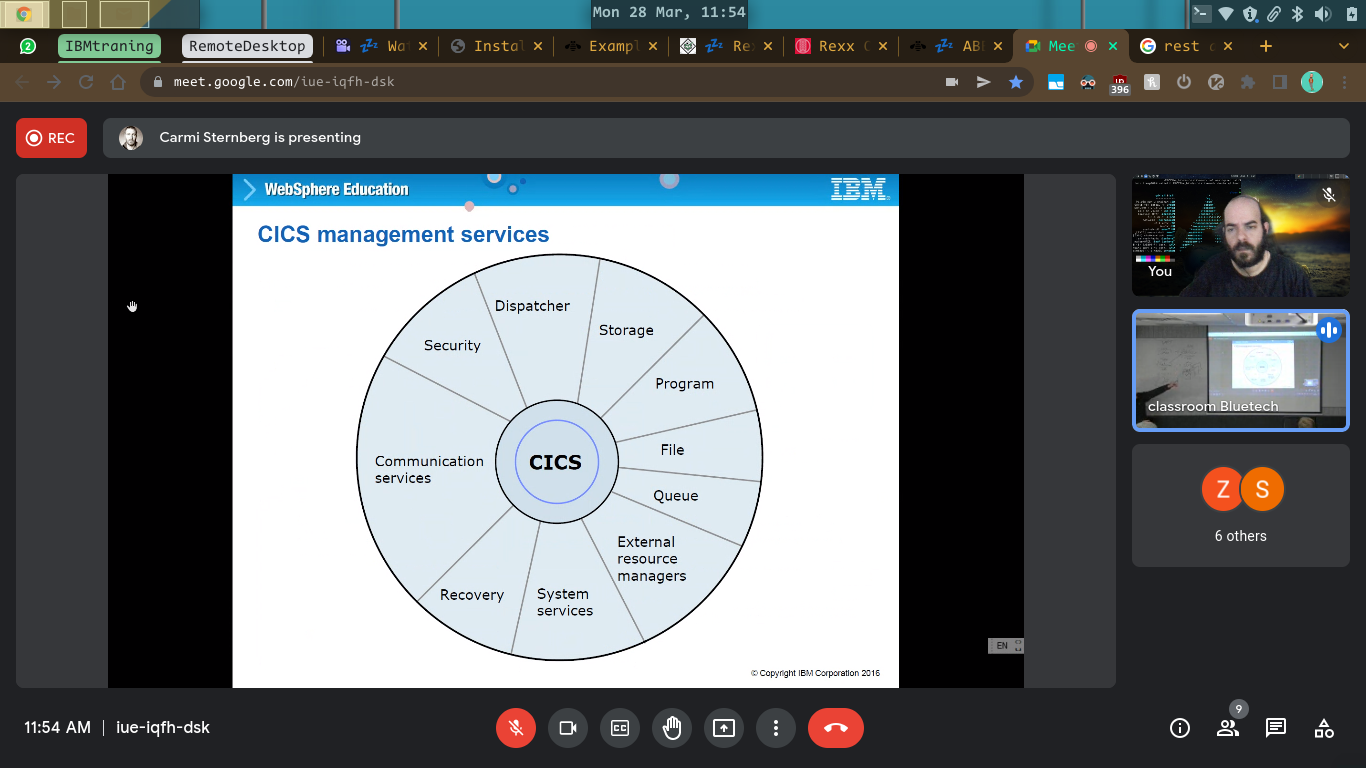 Mon 28 Mar, 11:54
2
IBMtraning
RemoteDesktop
Wa
Insta
Exampl
Re
Rexx
AB
Mee
rest
meet.google.com/iue-iqfh-dsk
396
REC
Carmi Sternberg is presenting
WebSphere Education
IBM
CICS management services
Dispatcher
Storage
Security
Program
File
Communication
services
CICS
Queue
External
resource
managers
Recovery
System
services
© Copyright IBM Corporation 2016
EN
You
classroom Bluetech
Z
S
6 others
11:54 AM | iue-iqfh-dsk
CC
9